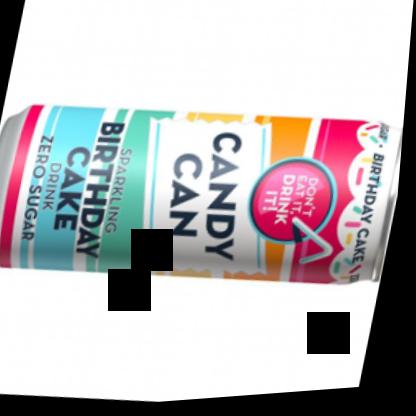 BIRTHDAY CAKE
DON'T
EAT IT,
DRINK
IT!
CANDY
CAN
SPARKLING
BIRTHDAY
CAKE
DRINK
ZERO SUGAR